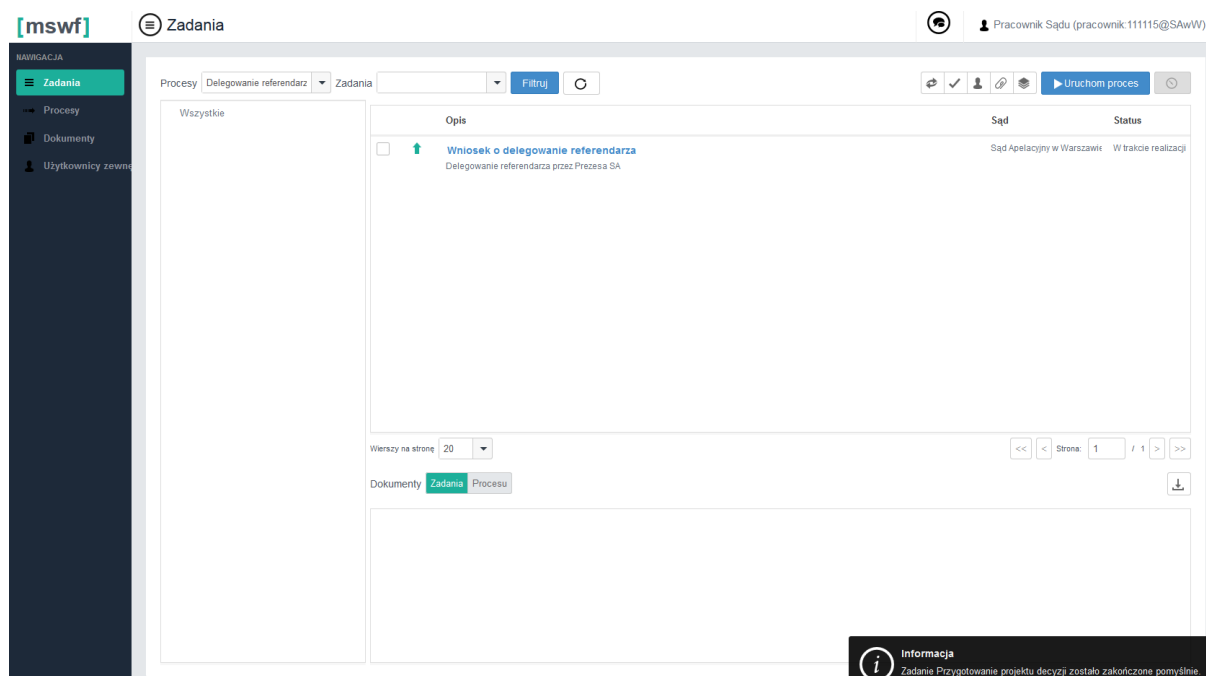 [mswf] Zadania Pracownik Sądu (pracownik:111115@SAwW)
NAWIGACJA
Zadania
Procesy
Dokumenty
Użytkownicy zewnę
Procesy Delegowanie referendarz Zadania Filtruj Uruchom proces
Wszystkie
Opis Sąd Status
Wniosek o delegowanie referendarza Sąd Apelacyjny w Warszawie W trakcie realizacji
Delegowanie referendarza przez Prezesa SA
Wierszy na stronę 20 << < Strona: 1 / 1 > >>
Dokumenty Zadania Procesu
Informacja
Zadanie Przygotowanie projektu decyzji zostało zakończone pomyślnie.